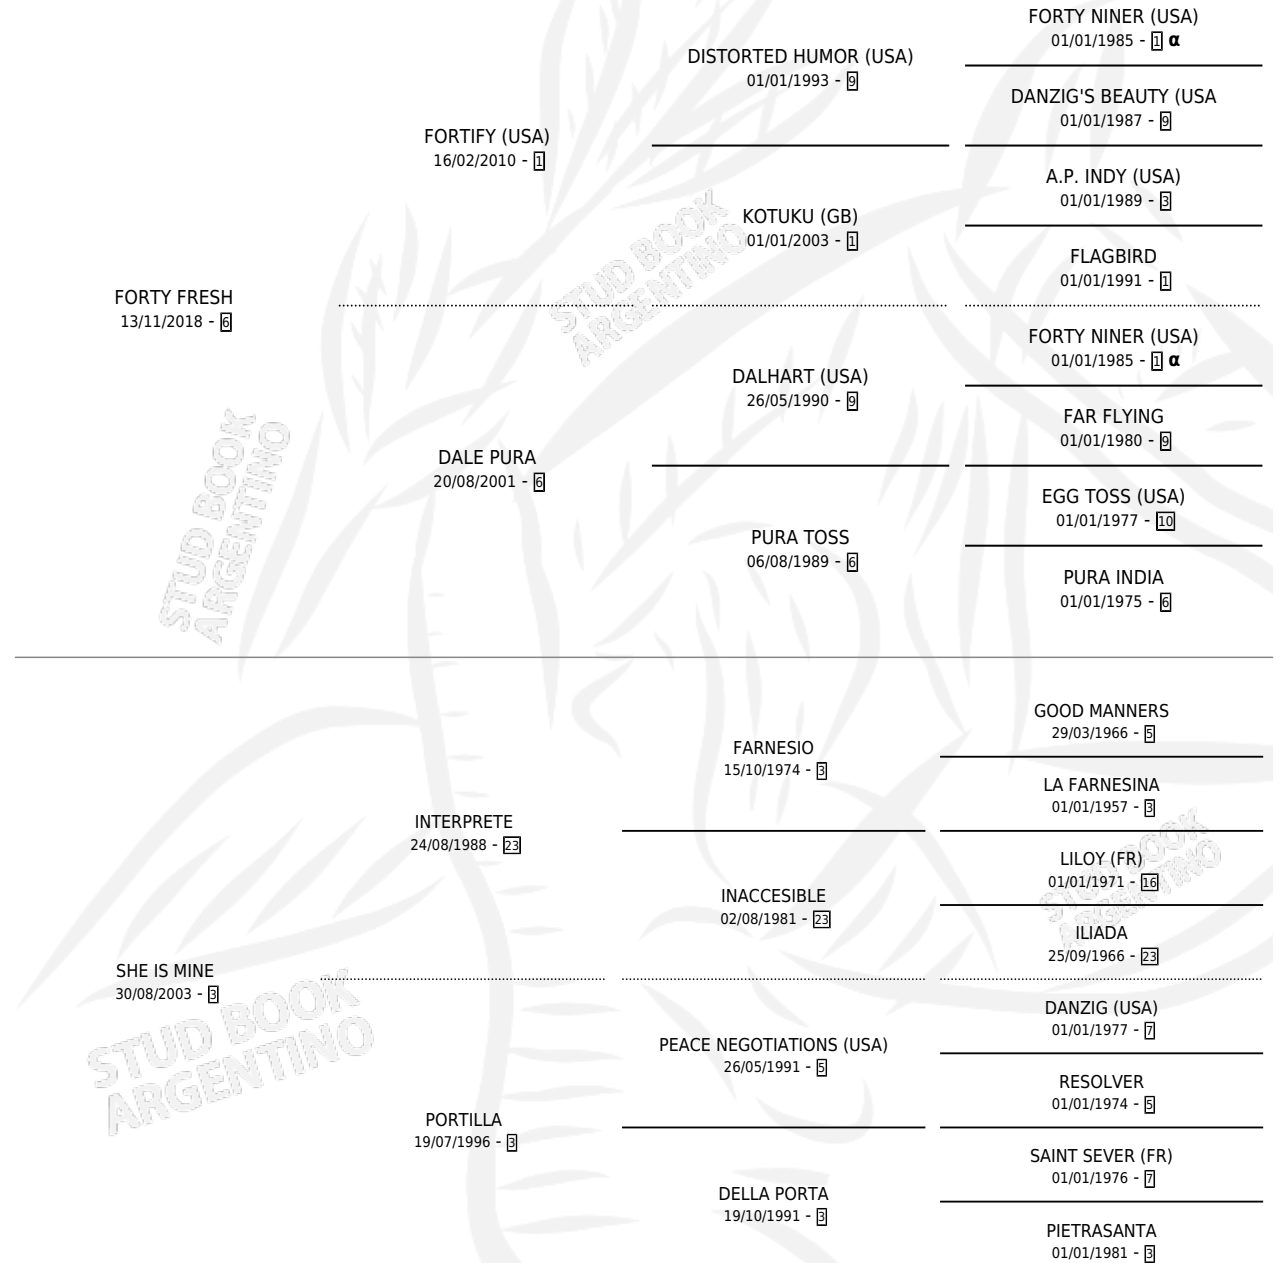 FORTY NINER (USA)
01/01/1985 - 1 α
DISTORTED HUMOR (USA)
01/01/1993 - 9
DANZIG'S BEAUTY (USA
01/01/1987 - 9
FORTIFY (USA)
16/02/2010 - 1
A.P. INDY (USA)
01/01/1989 - 3
KOTUKU (GB)
01/01/2003 - 1
FLAGBIRD
01/01/1991 - 1
FORTY FRESH
13/11/2018 - 6
FORTY NINER (USA)
01/01/1985 - 1 α
DALHART (USA)
26/05/1990 - 9
FAR FLYING
01/01/1980 - 9
DALE PURA
20/08/2001 - 6
EGG TOSS (USA)
01/01/1977 - 10
PURA TOSS
06/08/1989 - 6
PURA INDIA
01/01/1975 - 6
GOOD MANNERS
29/03/1966 - 5
FARNESIO
15/10/1974 - 3
LA FARNESINA
01/01/1957 - 3
INTERPRETE
24/08/1988 - 23
LILOY (FR)
01/01/1971 - 16
INACCESIBLE
02/08/1981 - 23
ILIADA
25/09/1966 - 23
SHE IS MINE
30/08/2003 - 3
DANZIG (USA)
01/01/1977 - 7
PEACE NEGOTIATIONS (USA)
26/05/1991 - 5
RESOLVER
01/01/1974 - 5
PORTILLA
19/07/1996 - 3
SAINT SEVER (FR)
01/01/1976 - 7
DELLA PORTA
19/10/1991 - 3
PIETRASANTA
01/01/1981 - 3
STUD BOOK
ARGENTINO
STUD BOOK
ARGENTINO
STUD BOOK
ARGENTINO
STUD BOOK
ARGENTINO